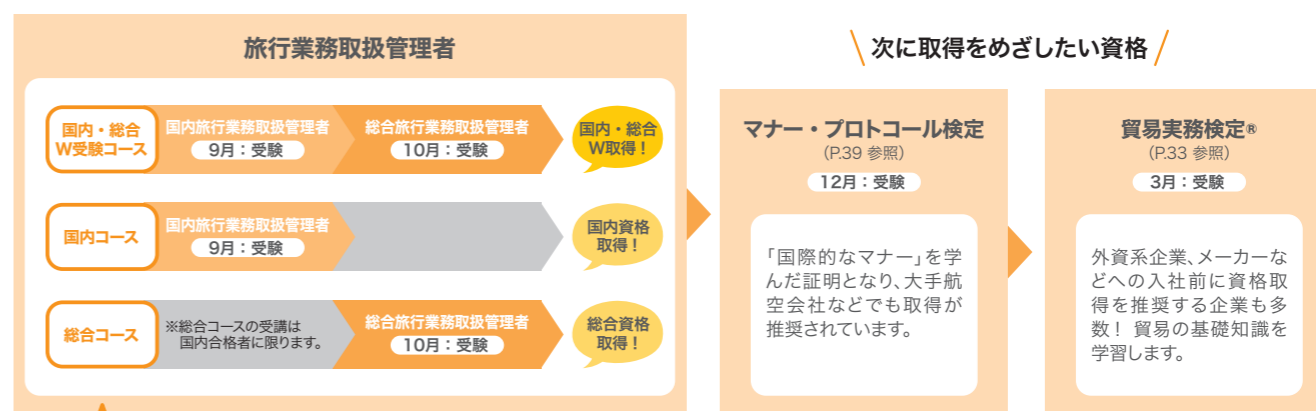 旅行業務取扱管理者
国内・総合
W受験コース
国内旅行業務取扱管理者
9月：受験
総合旅行業務取扱管理者
10月：受験
国内・総合
W取得！
国内コース
国内旅行業務取扱管理者
9月：受験
国内資格
取得！
総合コース
※総合コースの受講は
国内合格者に限ります。
総合旅行業務取扱管理者
10月：受験
総合資格
取得！
次に取得をめざしたい資格
マナー・プロトコール検定
（P.39 参照）
12月：受験
「国際的なマナー」を学
んだ証明となり、大手航
空会社などでも取得が
推奨されています。
貿易実務検定®
（P.33 参照）
3月：受験
外資系企業、メーカーな
どへの入社前に資格取
得を推奨する企業も多
数！ 貿易の基礎知識を
学習します。